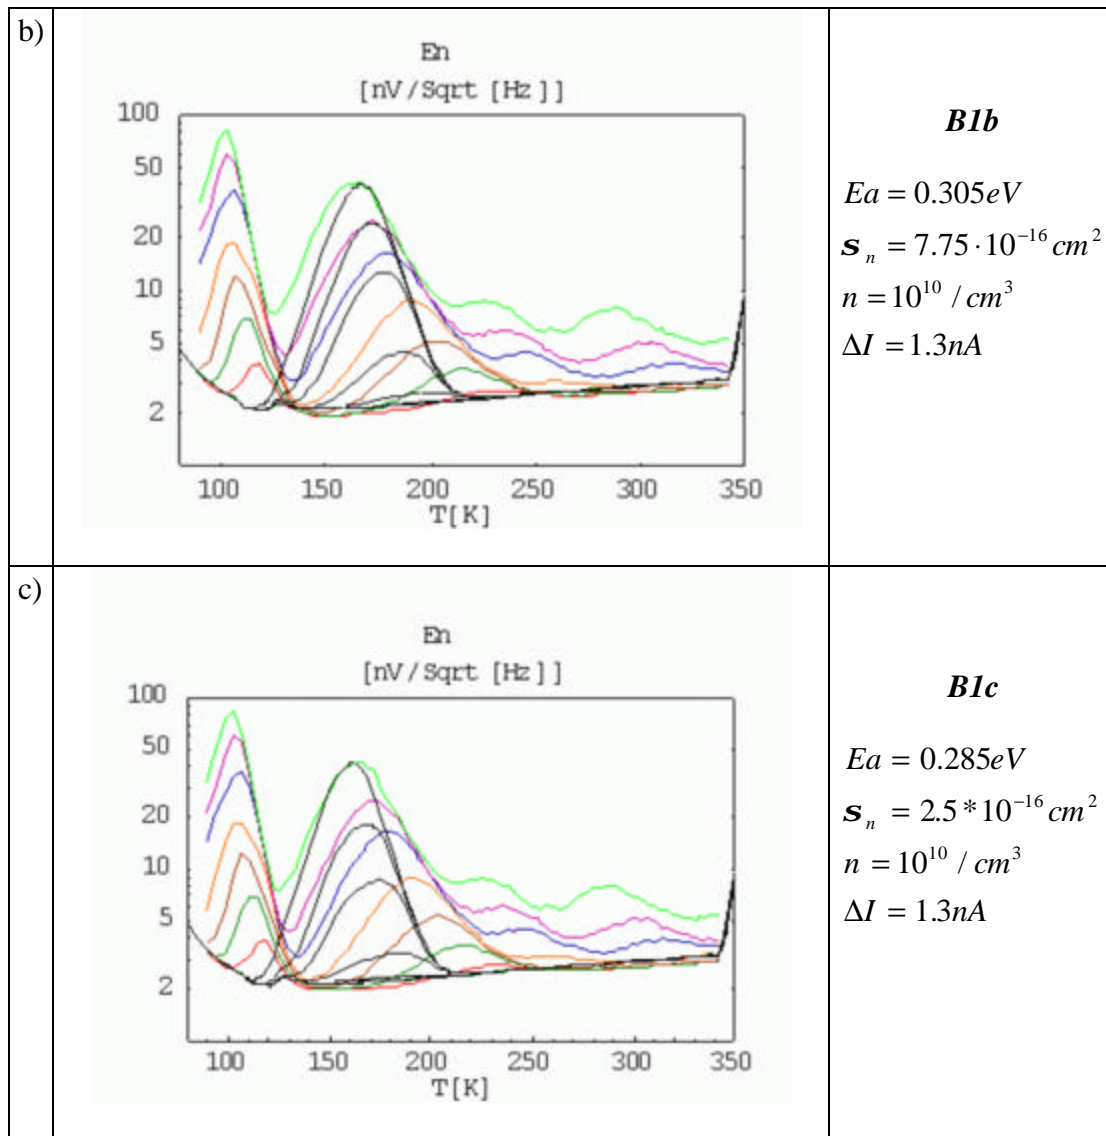 b)
En
[nV/Sqrt [Hz]]
100
50
20
10
5
2
100 150 200 250 300 350
T[K]
B1b
Ea = 0.305eV
s n = 7.75·10^-16 cm^2
n = 10^10 / cm^3
ΔI = 1.3nA
c)
En
[nV/Sqrt [Hz]]
100
50
20
10
5
2
100 150 200 250 300 350
T[K]
B1c
Ea = 0.285eV
s n = 2.5*10^-16 cm^2
n = 10^10 / cm^3
ΔI = 1.3nA